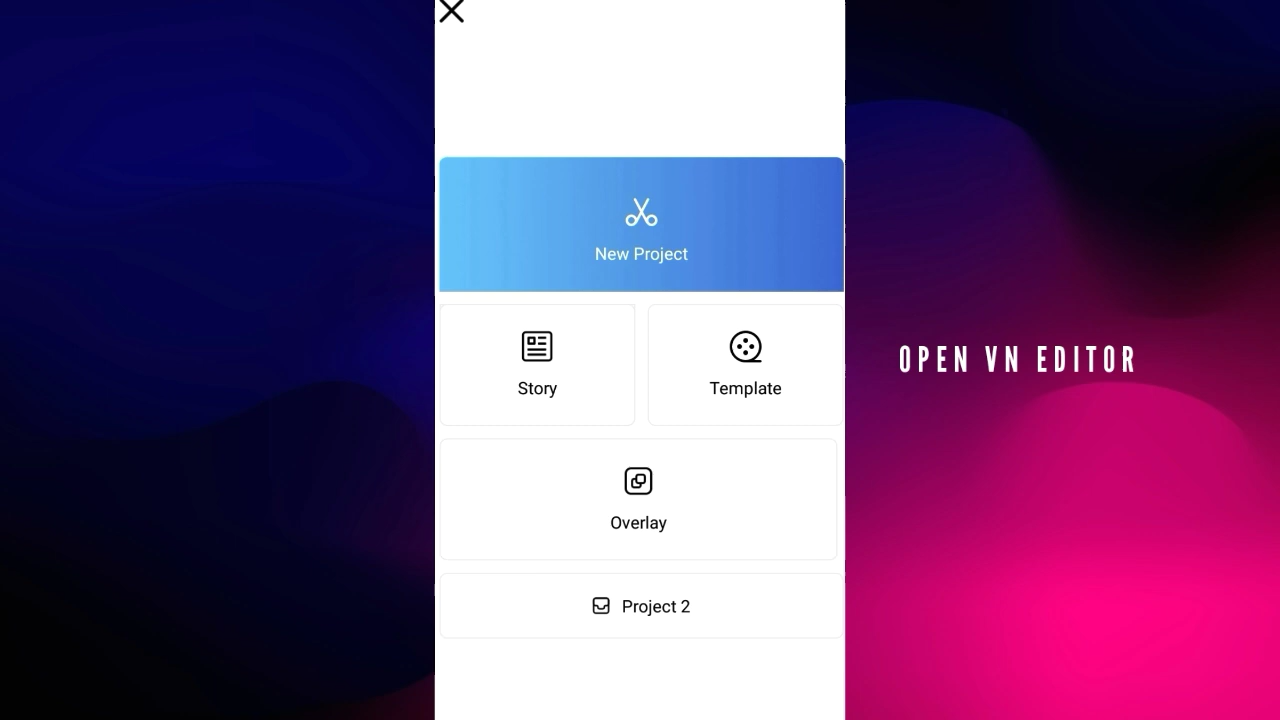 New Project
Story
Template
Overlay
Project 2
OPEN VN EDITOR